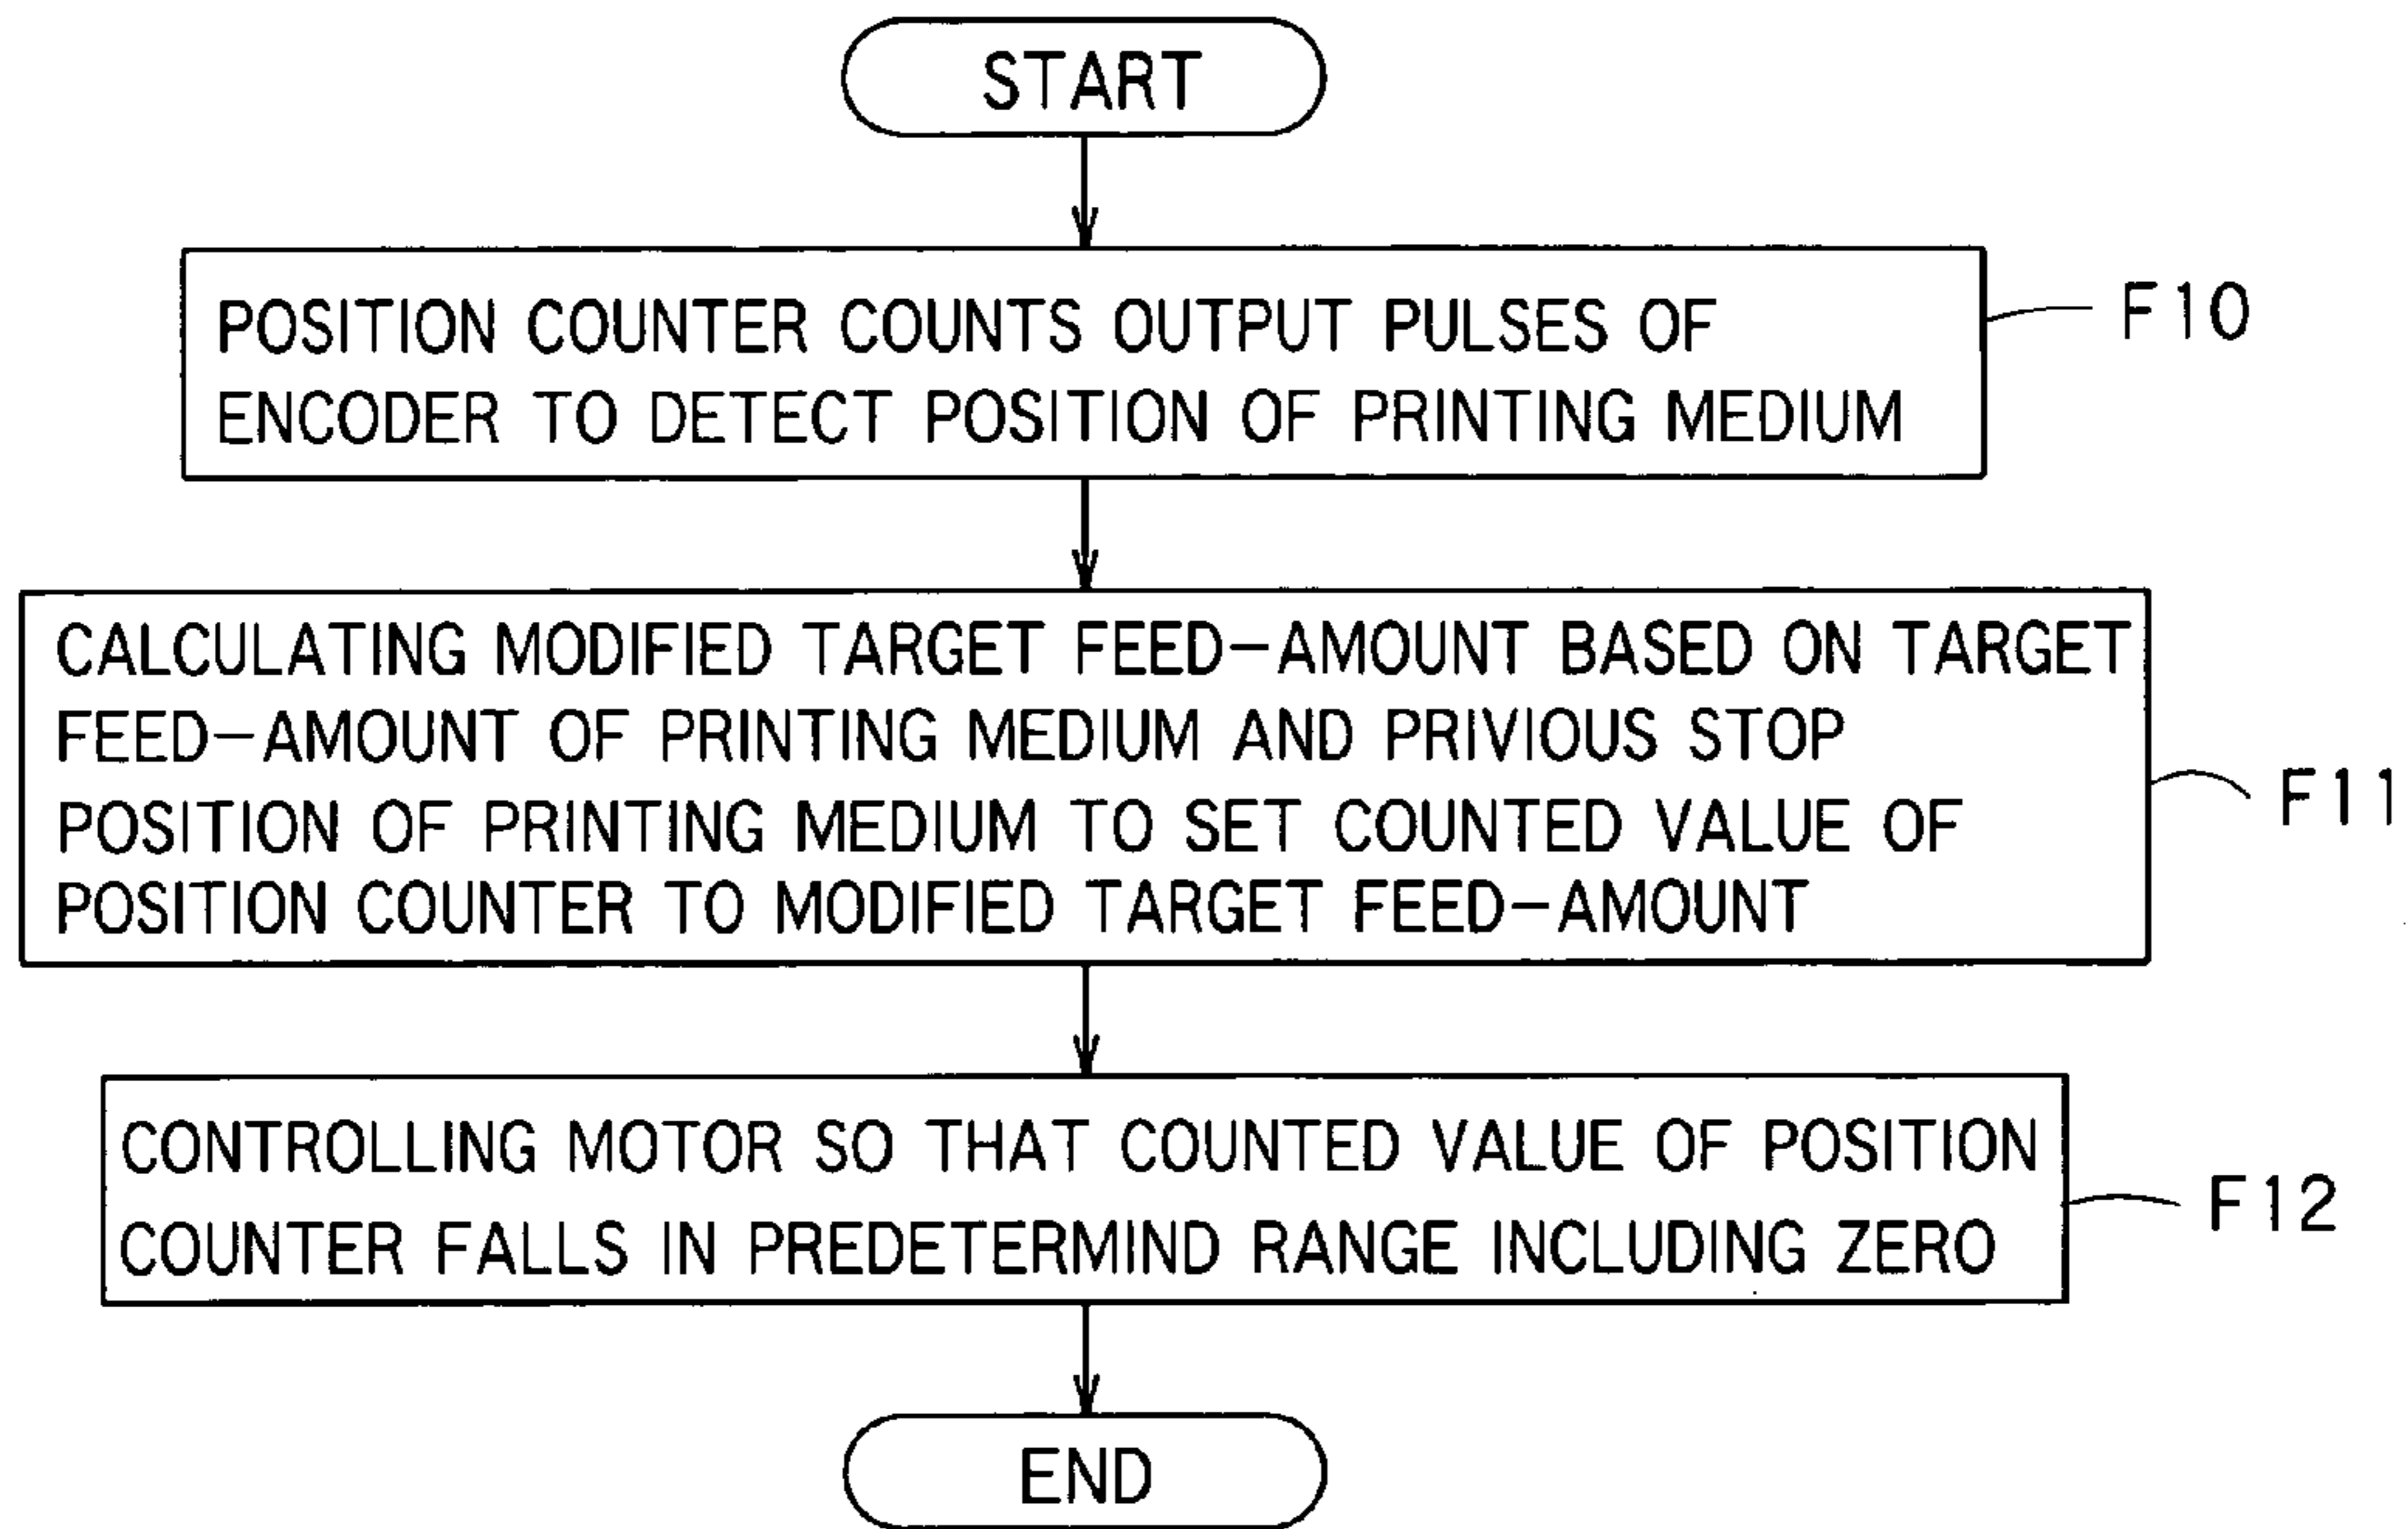 START
POSITION COUNTER COUNTS OUTPUT PULSES OF
ENCODER TO DETECT POSITION OF PRINTING MEDIUM
F10
CALCULATING MODIFIED TARGET FEED-AMOUNT BASED ON TARGET
FEED-AMOUNT OF PRINTING MEDIUM AND PRIVIOUS STOP
POSITION OF PRINTING MEDIUM TO SET COUNTED VALUE OF
POSITION COUNTER TO MODIFIED TARGET FEED-AMOUNT
F11
CONTROLLING MOTOR SO THAT COUNTED VALUE OF POSITION
COUNTER FALLS IN PREDETERMIND RANGE INCLUDING ZERO
F12
END